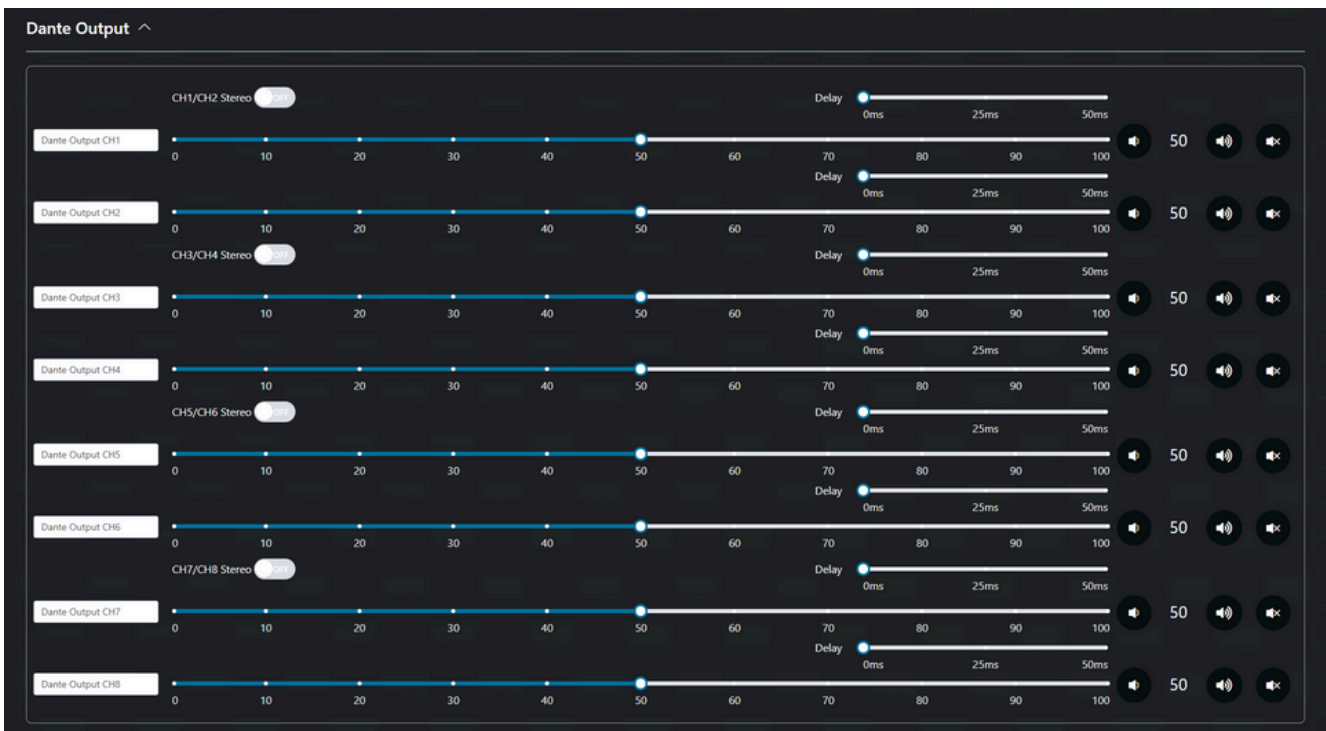 Dante Output
CH1/CH2 Stereo OFF Delay
0ms 25ms 50ms
Dante Output CH1 50
0 10 20 30 40 50 60 70 80 90 100
Delay
0ms 25ms 50ms
Dante Output CH2 50
0 10 20 30 40 50 60 70 80 90 100
CH3/CH4 Stereo OFF Delay
0ms 25ms 50ms
Dante Output CH3 50
0 10 20 30 40 50 60 70 80 90 100
Delay
0ms 25ms 50ms
Dante Output CH4 50
0 10 20 30 40 50 60 70 80 90 100
CH5/CH6 Stereo OFF Delay
0ms 25ms 50ms
Dante Output CH5 50
0 10 20 30 40 50 60 70 80 90 100
Delay
0ms 25ms 50ms
Dante Output CH6 50
0 10 20 30 40 50 60 70 80 90 100
CH7/CH8 Stereo OFF Delay
0ms 25ms 50ms
Dante Output CH7 50
0 10 20 30 40 50 60 70 80 90 100
Delay
0ms 25ms 50ms
Dante Output CH8 50
0 10 20 30 40 50 60 70 80 90 100